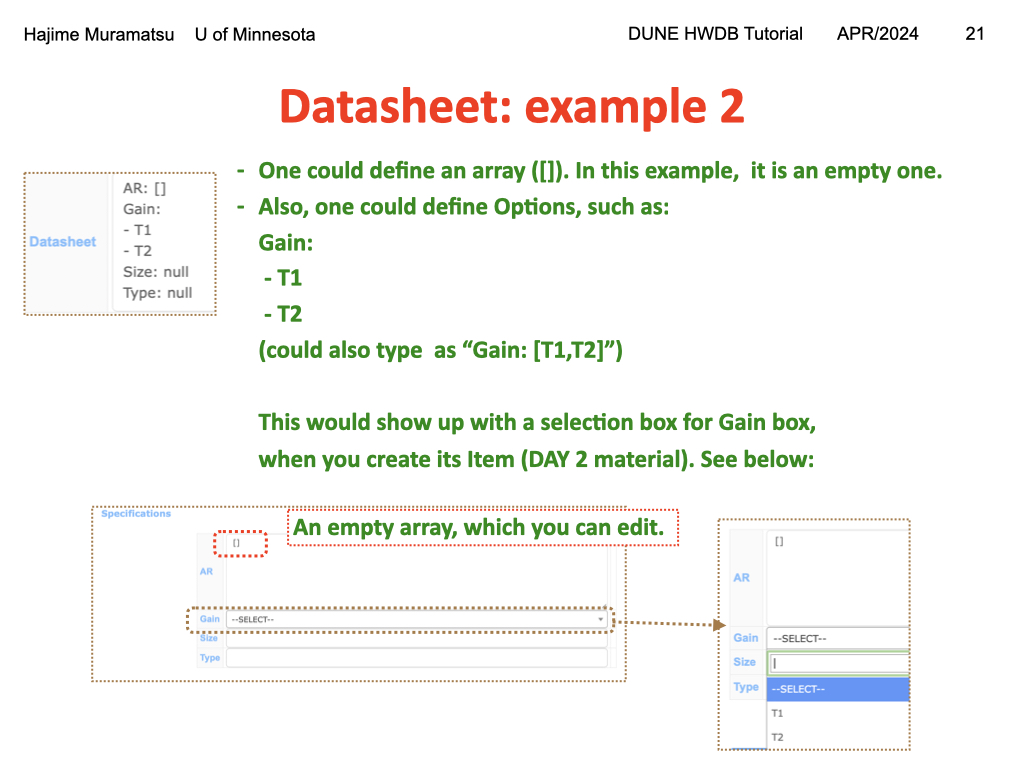 Hajime Muramatsu U of Minnesota DUNE HWDB Tutorial APR/2024 21
Datasheet: example 2
- One could define an array ([]). In this example, it is an empty one.
- Also, one could define Options, such as:
Gain:
- T1
- T2
(could also type as “Gain: [T1,T2]”)
This would show up with a selection box for Gain box,
when you create its Item (DAY 2 material). See below:
Datasheet
AR: []
Gain:
- T1
- T2
Size: null
Type: null
Specifications
An empty array, which you can edit.
[]
AR
Gain --SELECT--
Size
Type
[]
AR
Gain --SELECT--
Size
Type --SELECT--
T1
T2